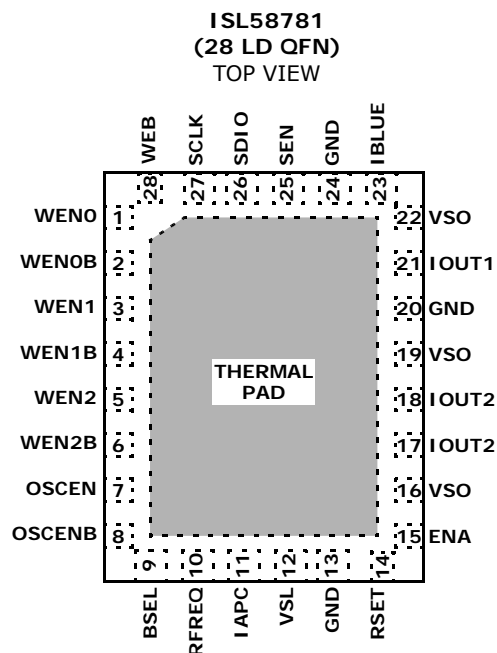 ISL58781
(28 LD QFN)
TOP VIEW
WEB
SCLK
SDIO
SEN
GND
IBLUE
28
27
26
25
24
23
WEN0 1
WEN0B 2
WEN1 3
WEN1B 4
WEN2 5
WEN2B 6
OSCEN 7
OSCENB 8
THERMAL
PAD
22 VSO
21 IOUT1
20 GND
19 VSO
18 IOUT2
17 IOUT2
16 VSO
15 ENA
9
10
11
12
13
14
BSEL
RFREQ
IAPC
VSL
GND
RSET